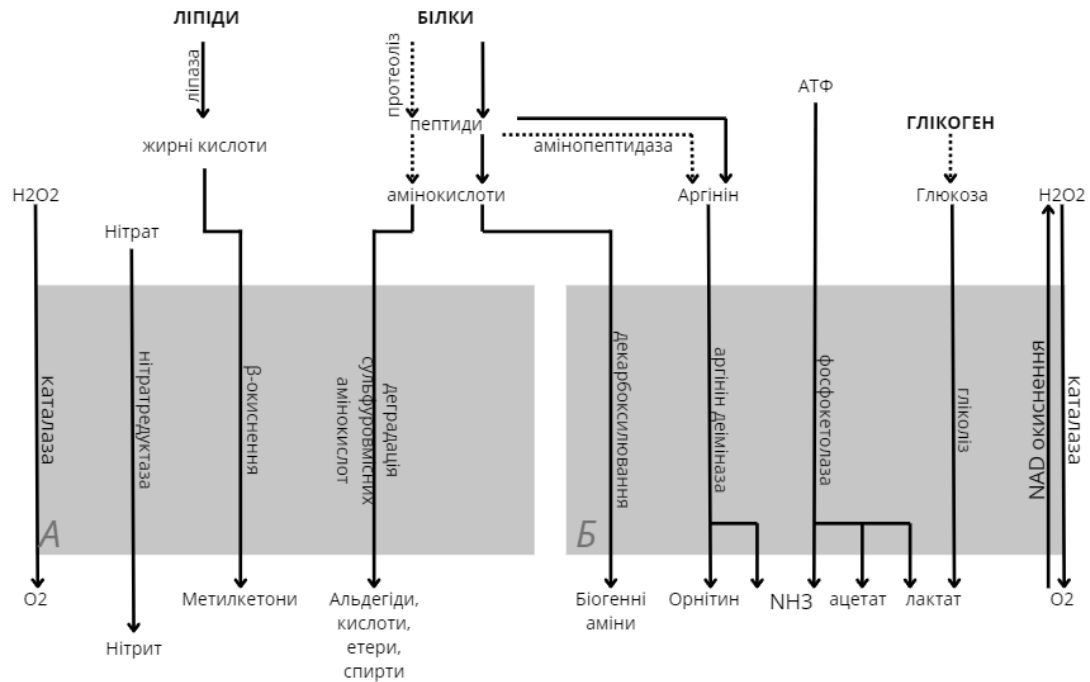 ЛІПІДИ
БІЛКИ
ліпаза
протеоліз
АТФ
пептиди
ГЛІКОГЕН
жирні кислоти
амінопептидаза
H2O2
амінокислоти
Аргінін
Глюкоза
H2O2
Нітрат
каталаза
нітратредуктаза
β-окиснення
деградація
сульфуровмісних
амінокислот
декарбоксилювання
аргінін деіміназа
фосфокетолаза
гліколіз
NAD окиснення
каталаза
А
Б
O2
Метилкетони
Альдегіди,
кислоти,
етери,
спирти
Біогенні
аміни
Орнітин
NH3
ацетат
лактат
O2
Нітрит